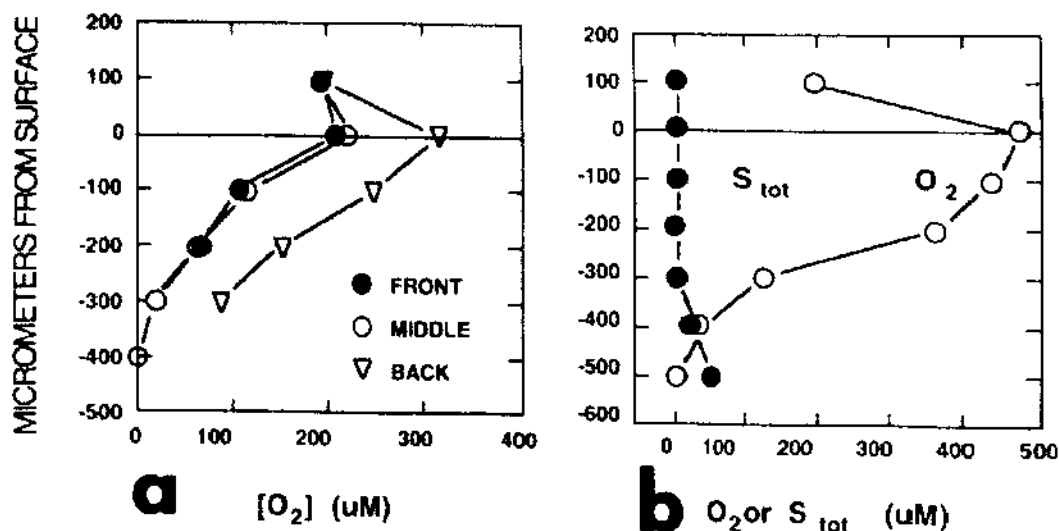 MICROMETERS FROM SURFACE
200
100
0
-100
-200
-300
-400
-500
0 100 200 300 400
FRONT
MIDDLE
BACK
a [O2] (uM)
200
100
0
-100
-200
-300
-400
-500
-600
0 100 200 300 400 500
S tot
O 2
b O2 or S tot (uM)